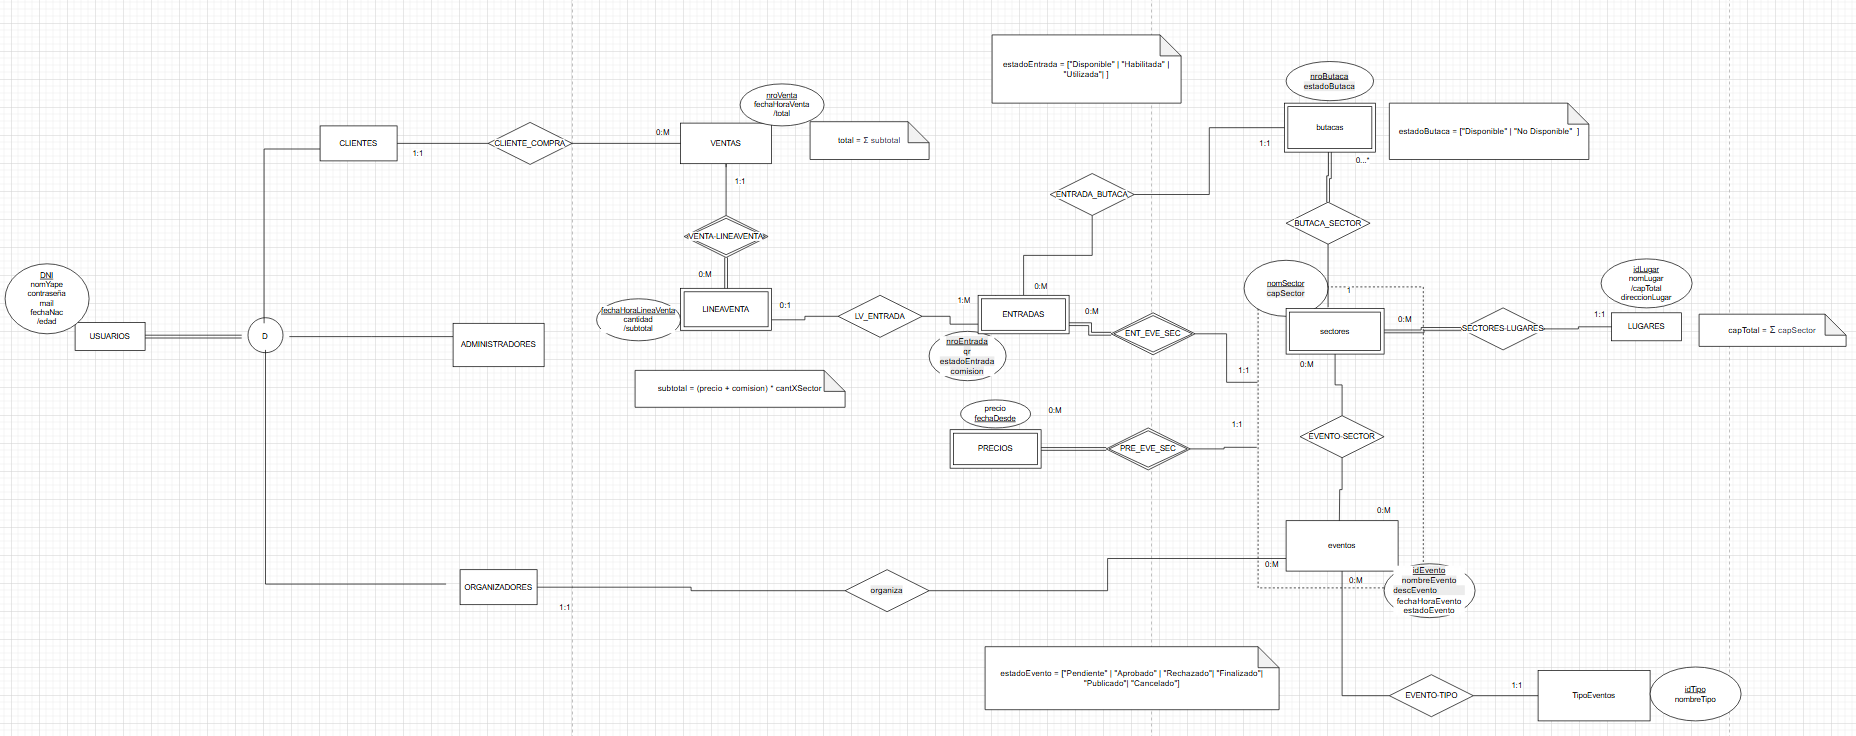 estadoEntrada = ["Disponible" | "Habilitada" |
"Utilizada"| ]
nroButaca
estadoButaca
nroVenta
fechaHoraVenta
/total
butacas
estadoButaca = ["Disponible" | "No Disponible"  ]
CLIENTES
CLIENTE_COMPRA
0:M
VENTAS
total = Σ subtotal
1:1
1:1
0...*
1:1
ENTRADA_BUTACA
BUTACA_SECTOR
VENTA-LINEAVENTA
DNI
nomYape
contraseña
mail
fechaNac
/edad
0:M
0:M
nomSector
capSector
1
idLugar
nomLugar
/capTotal
direccionLugar
fechaHoraLineaVenta
cantidad
/subtotal
LINEAVENTA
0:1
LV_ENTRADA
1:M
ENTRADAS
0:M
ENT_EVE_SEC
sectores
0:M
SECTORES-LUGARES
1:1
LUGARES
capTotal = Σ capSector
USUARIOS
D
ADMINISTRADORES
nroEntrada
qr
estadoEntrada
comision
0:M
1:1
subtotal = (precio + comision) * cantXSector
precio
fechaDesde
0:M
1:1
PRECIOS
PRE_EVE_SEC
EVENTO-SECTOR
0:M
eventos
0:M
0:M
idEvento
nombreEvento
descEvento
fechaHoraEvento
estadoEvento
ORGANIZADORES
1:1
organiza
estadoEvento = ["Pendiente" | "Aprobado" | "Rechazado"| "Finalizado"|
"Publicado"| "Cancelado"]
EVENTO-TIPO
1:1
TipoEventos
idTipo
nombreTipo